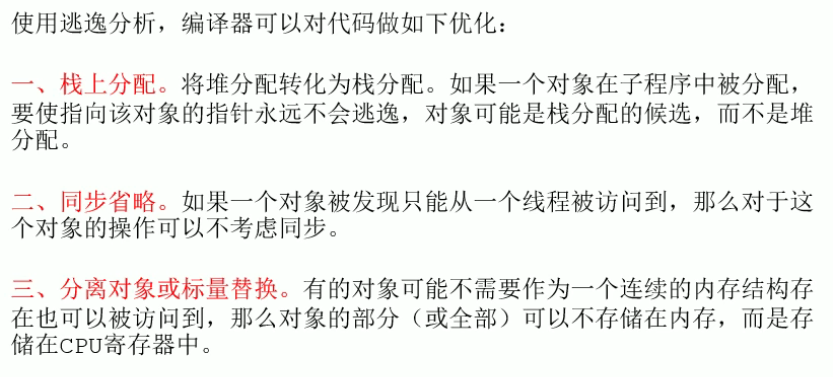 使用逃逸分析，编译器可以对代码做如下优化：
一、栈上分配。将堆分配转化为栈分配。如果一个对象在子程序中被分配，
要使指向该对象的指针永远不会逃逸，对象可能是栈分配的候选，而不是堆
分配。
二、同步省略。如果一个对象被发现只能从一个线程被访问到，那么对于这
个对象的操作可以不考虑同步。
三、分离对象或标量替换。有的对象可能不需要作为一个连续的内存结构存
在也可以被访问到，那么对象的部分（或全部）可以不存储在内存，而是存
储在CPU寄存器中。